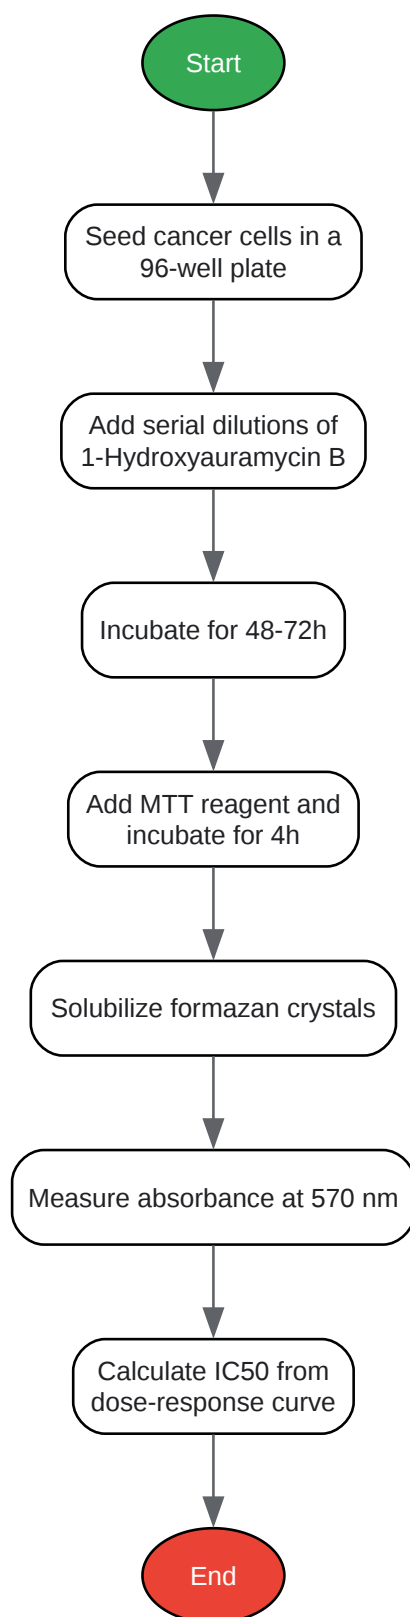 Start
Seed cancer cells in a
96-well plate
Add serial dilutions of
1-Hydroxyauramycin B
Incubate for 48-72h
Add MTT reagent and
incubate for 4h
Solubilize formazan crystals
Measure absorbance at 570 nm
Calculate IC50 from
dose-response curve
End